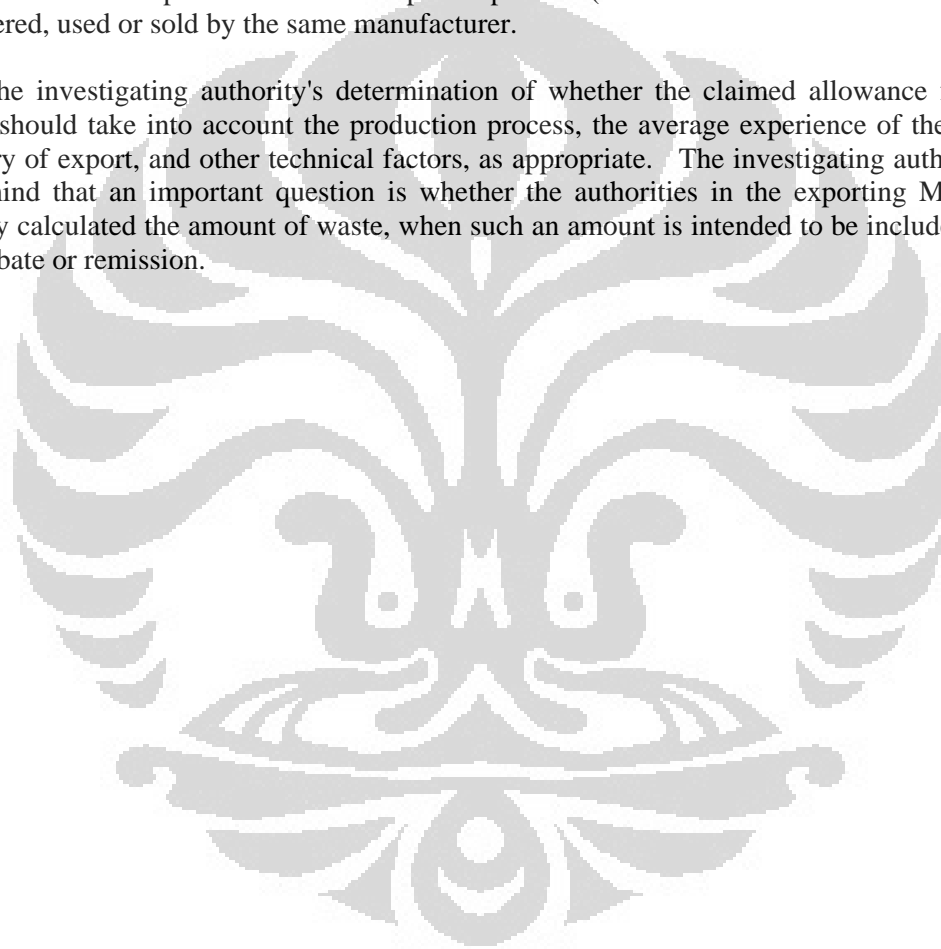 ered, used or sold by the same manufacturer.
he investigating authority's determination of whether the claimed allowance
should take into account the production process, the average experience of the
ry of export, and other technical factors, as appropriate. The investigating auth
ind that an important question is whether the authorities in the exporting M
y calculated the amount of waste, when such an amount is intended to be include
bate or remission.